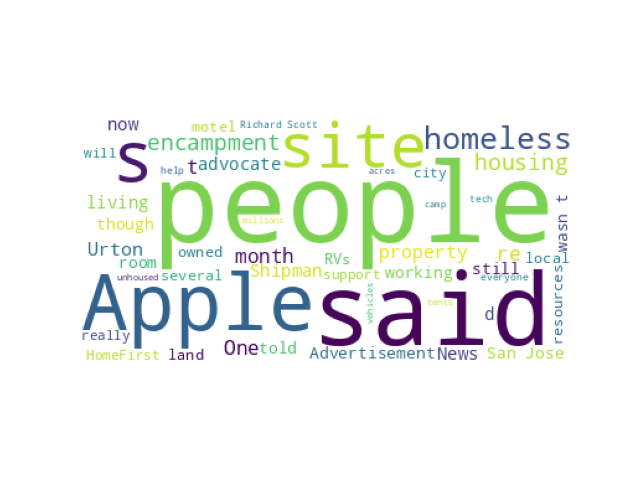 now
motel
Richard Scott
site
homeless
s
encampment
will
help
t
advocate
acres
city
housing
people
living
camp
tech
wasn t
though
millions
Urton
owned
month
property
re
local
room
RVs
Shipman
several
support
working
still
resources
unhoused
everyone
Apple
said
vehicles
tents
d
really
HomeFirst
land
One
told
Advertisement
News
San Jose